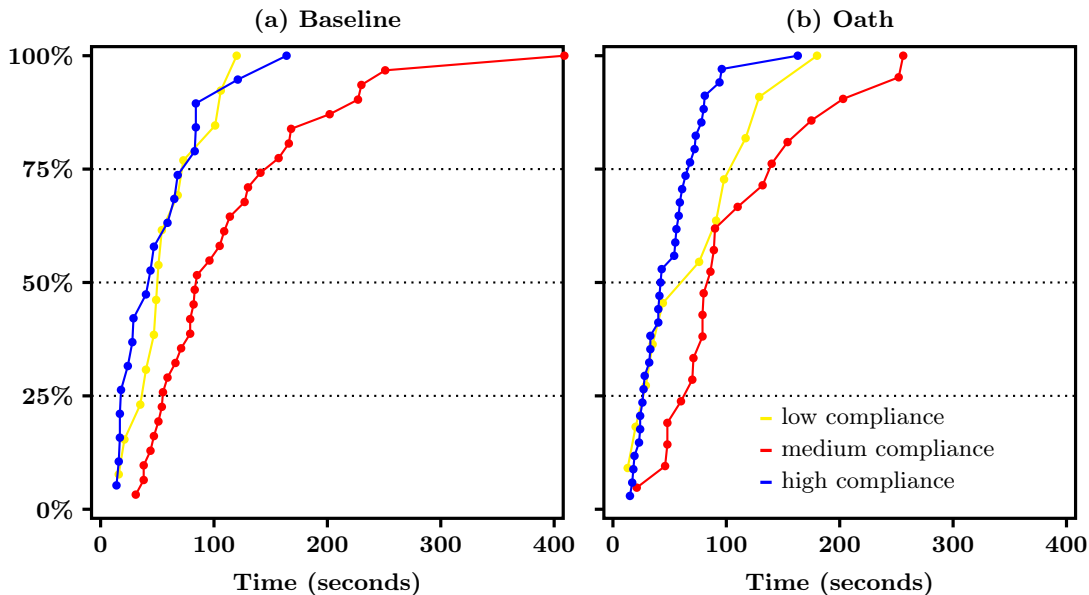 (a) Baseline
(b) Oath
100%
75%
50%
25%
0%
low compliance
medium compliance
high compliance
0 100 200 300 400
0 100 200 300 400
Time (seconds)
Time (seconds)